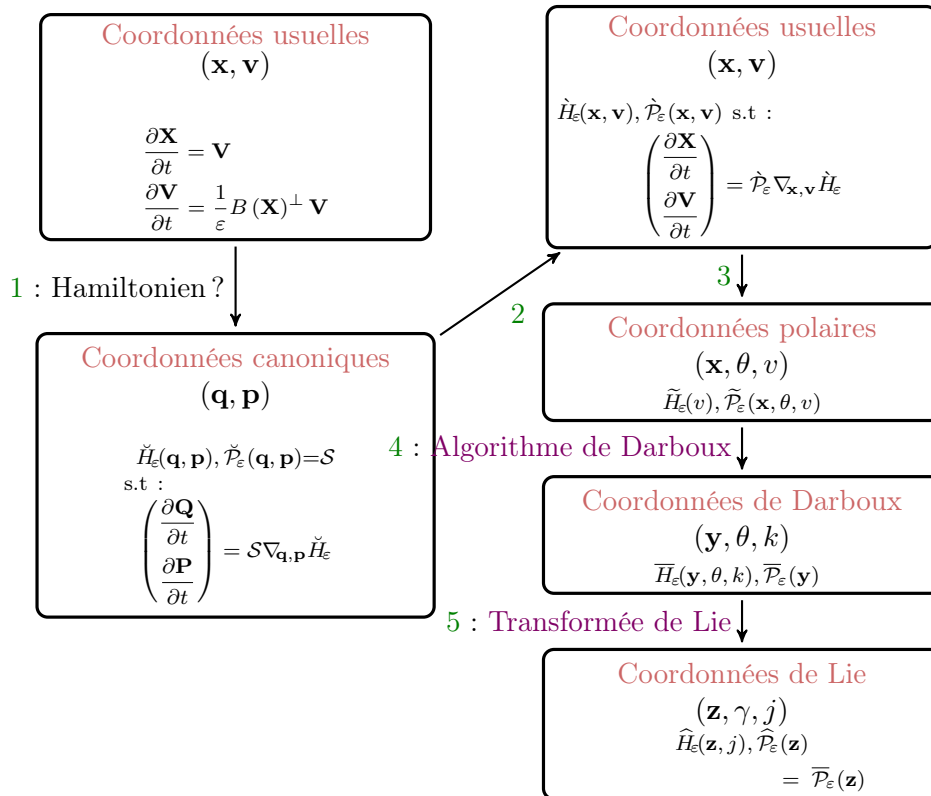 Coordonnées usuelles
(x, v)
∂X/∂t = V
∂V/∂t = 1/ε B (X)⊥ V
1 : Hamiltonien ?
Coordonnées canoniques
(q, p)
H̆ε(q, p), P̆ε(q, p)=S
s.t :
(∂Q/∂t ∂P/∂t) = S∇q,p H̆ε
2
Coordonnées usuelles
(x, v)
H̀ε(x, v), P̀ε(x, v) s.t :
(∂X/∂t ∂V/∂t) = P̀ε∇x,v H̀ε
3
Coordonnées polaires
(x, θ, v)
H̃ε(v), P̃ε(x, θ, v)
4 : Algorithme de Darboux
Coordonnées de Darboux
(y, θ, k)
H̅ε(y, θ, k), P̅ε(y)
5 : Transformée de Lie
Coordonnées de Lie
(z, γ, j)
Ĥε(z, j), P̂ε(z)
= P̅ε(z)